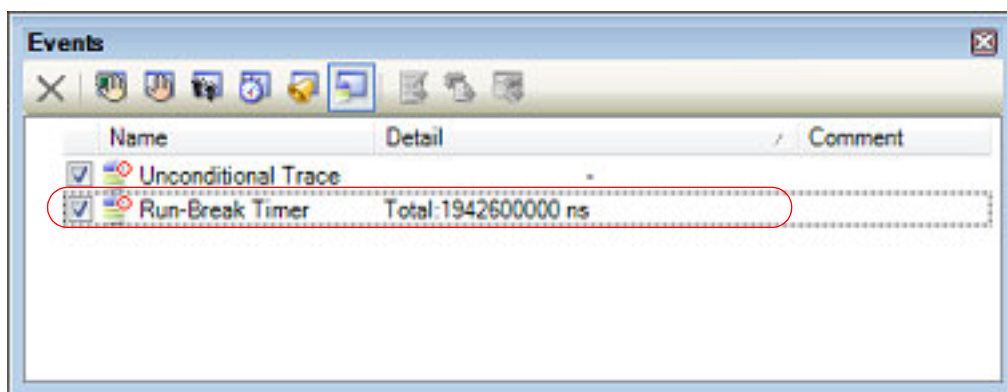 Events
Name Detail Comment
Unconditional Trace -
Run-Break Timer Total:1942600000 ns